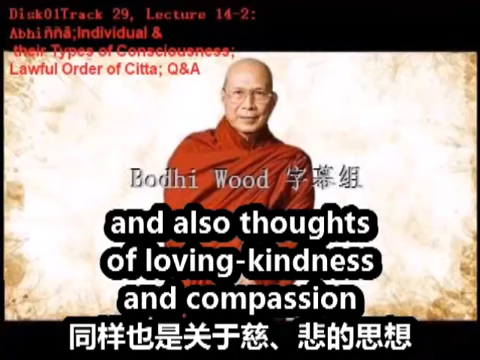 Disk01Track 29, Lecture 14-2:
Abhiññā;Individual &
their Types of Consciousness;
Lawful Order of Citta; Q&A
Bodhi Wood 字幕组
and also thoughts
of loving-kindness
and compassion
同样也是关于慈、悲的思想